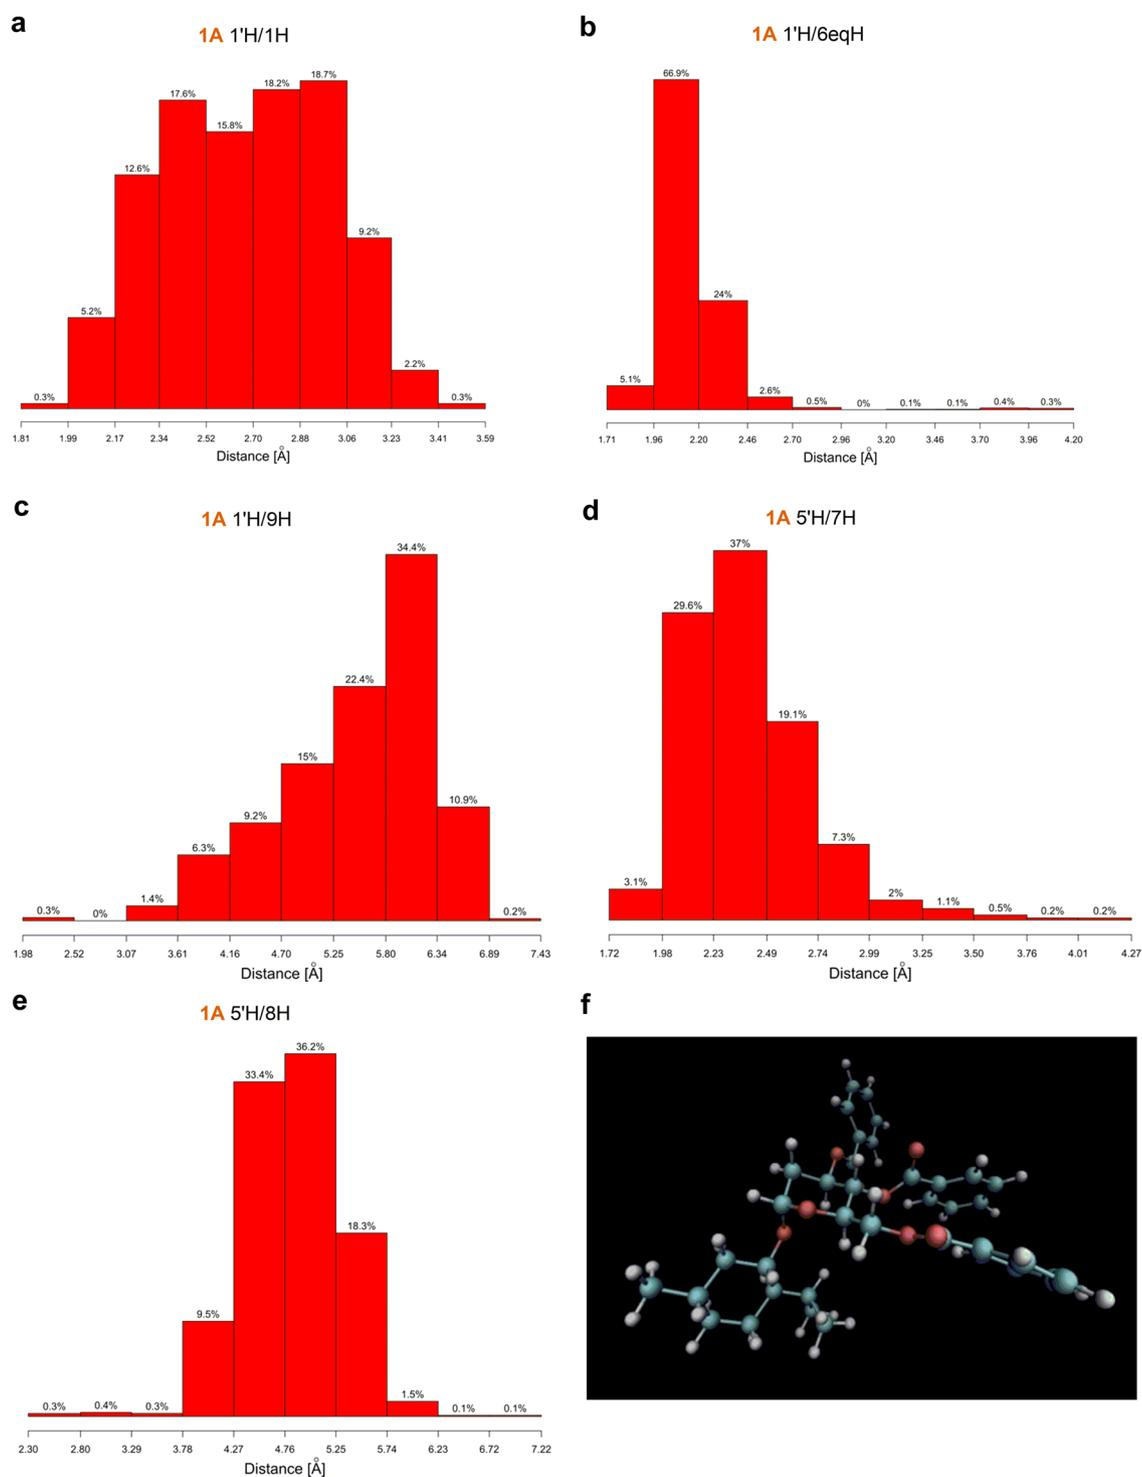 a
1A 1'H/1H
0.3% 5.2% 12.6% 17.6% 15.8% 18.2% 18.7% 9.2% 2.2% 0.3%
1.81 1.99 2.17 2.34 2.52 2.70 2.88 3.06 3.23 3.41 3.59
Distance [Å]
b
1A 1'H/6eqH
5.1% 66.9% 24% 2.6% 0.5% 0% 0.1% 0.1% 0.4% 0.3%
1.71 1.96 2.20 2.46 2.70 2.96 3.20 3.46 3.70 3.96 4.20
Distance [Å]
c
1A 1'H/9H
0.3% 0% 1.4% 6.3% 9.2% 15% 22.4% 34.4% 10.9% 0.2%
1.98 2.52 3.07 3.61 4.16 4.70 5.25 5.80 6.34 6.89 7.43
Distance [Å]
d
1A 5'H/7H
3.1% 29.6% 37% 19.1% 7.3% 2% 1.1% 0.5% 0.2% 0.2%
1.72 1.98 2.23 2.49 2.74 2.99 3.25 3.50 3.76 4.01 4.27
Distance [Å]
e
1A 5'H/8H
0.3% 0.4% 0.3% 9.5% 33.4% 36.2% 18.3% 1.5% 0.1% 0.1%
2.30 2.80 3.29 3.78 4.27 4.76 5.25 5.74 6.23 6.72 7.22
Distance [Å]
f